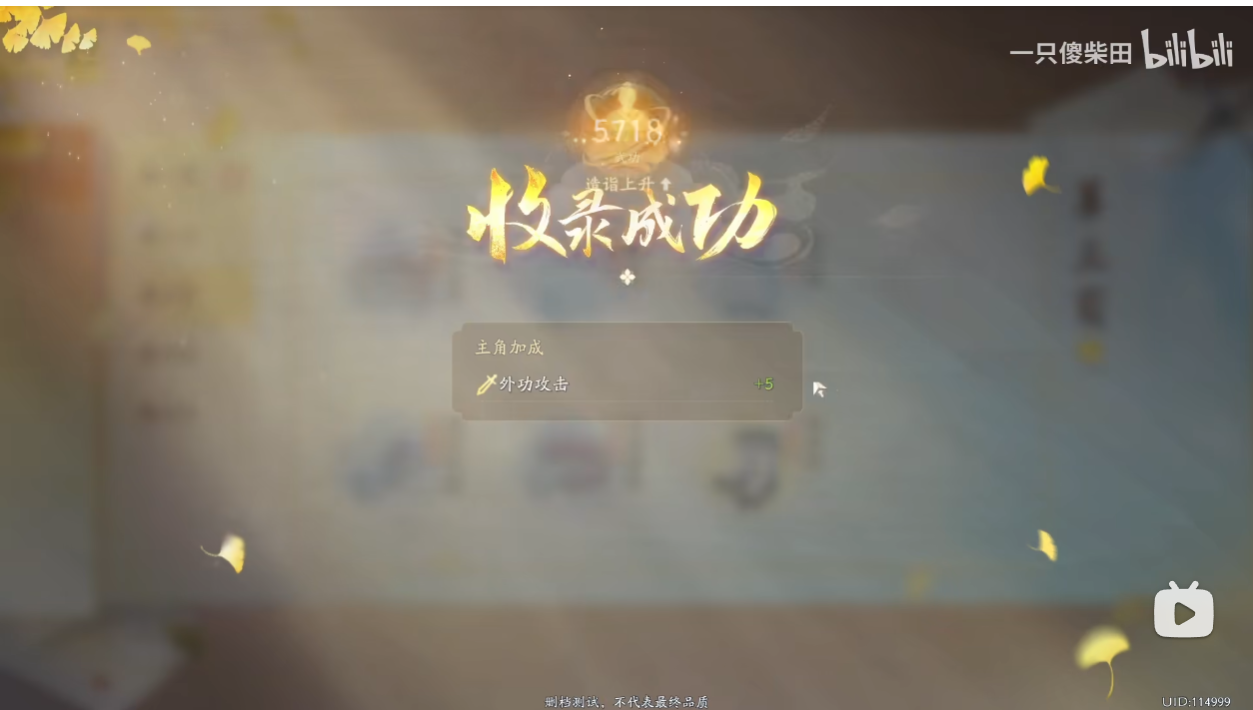 一只傻柴田 bilibili
5718
造诣上升
收录成功
主角加成
外功攻击 +5
删档测试，不代表最终品质
UID:114999